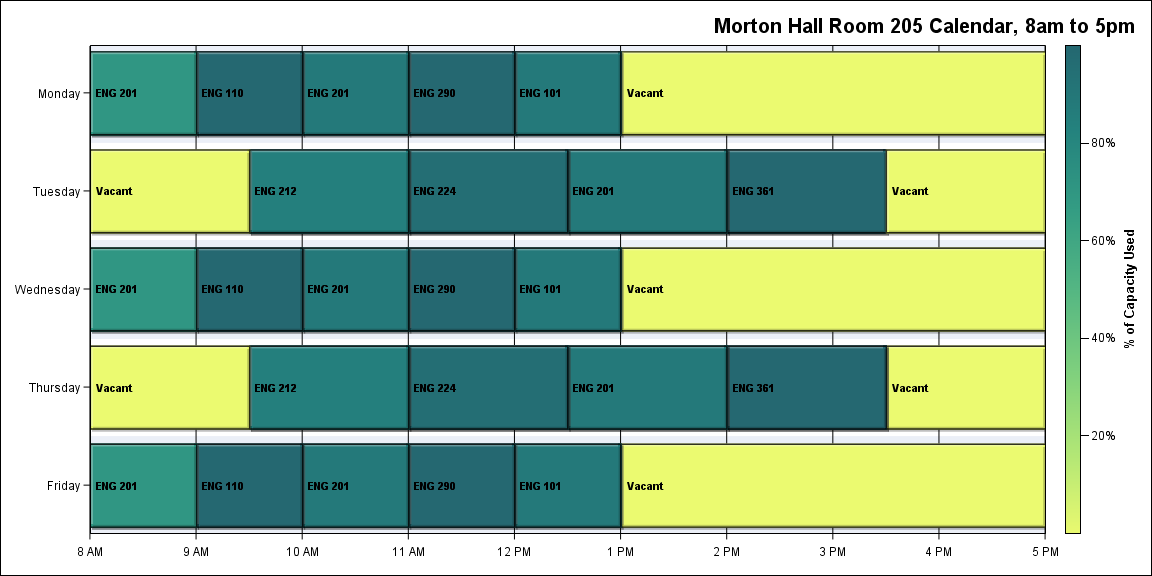 Morton Hall Room 205 Calendar, 8am to 5pm
Monday
ENG 201
ENG 110
ENG 201
ENG 290
ENG 101
Vacant
Tuesday
Vacant
ENG 212
ENG 224
ENG 201
ENG 361
Vacant
Wednesday
ENG 201
ENG 110
ENG 201
ENG 290
ENG 101
Vacant
Thursday
Vacant
ENG 212
ENG 224
ENG 201
ENG 361
Vacant
Friday
ENG 201
ENG 110
ENG 201
ENG 290
ENG 101
Vacant
8 AM
9 AM
10 AM
11 AM
12 PM
1 PM
2 PM
3 PM
4 PM
5 PM
80%
60%
40%
20%
% of Capacity Used